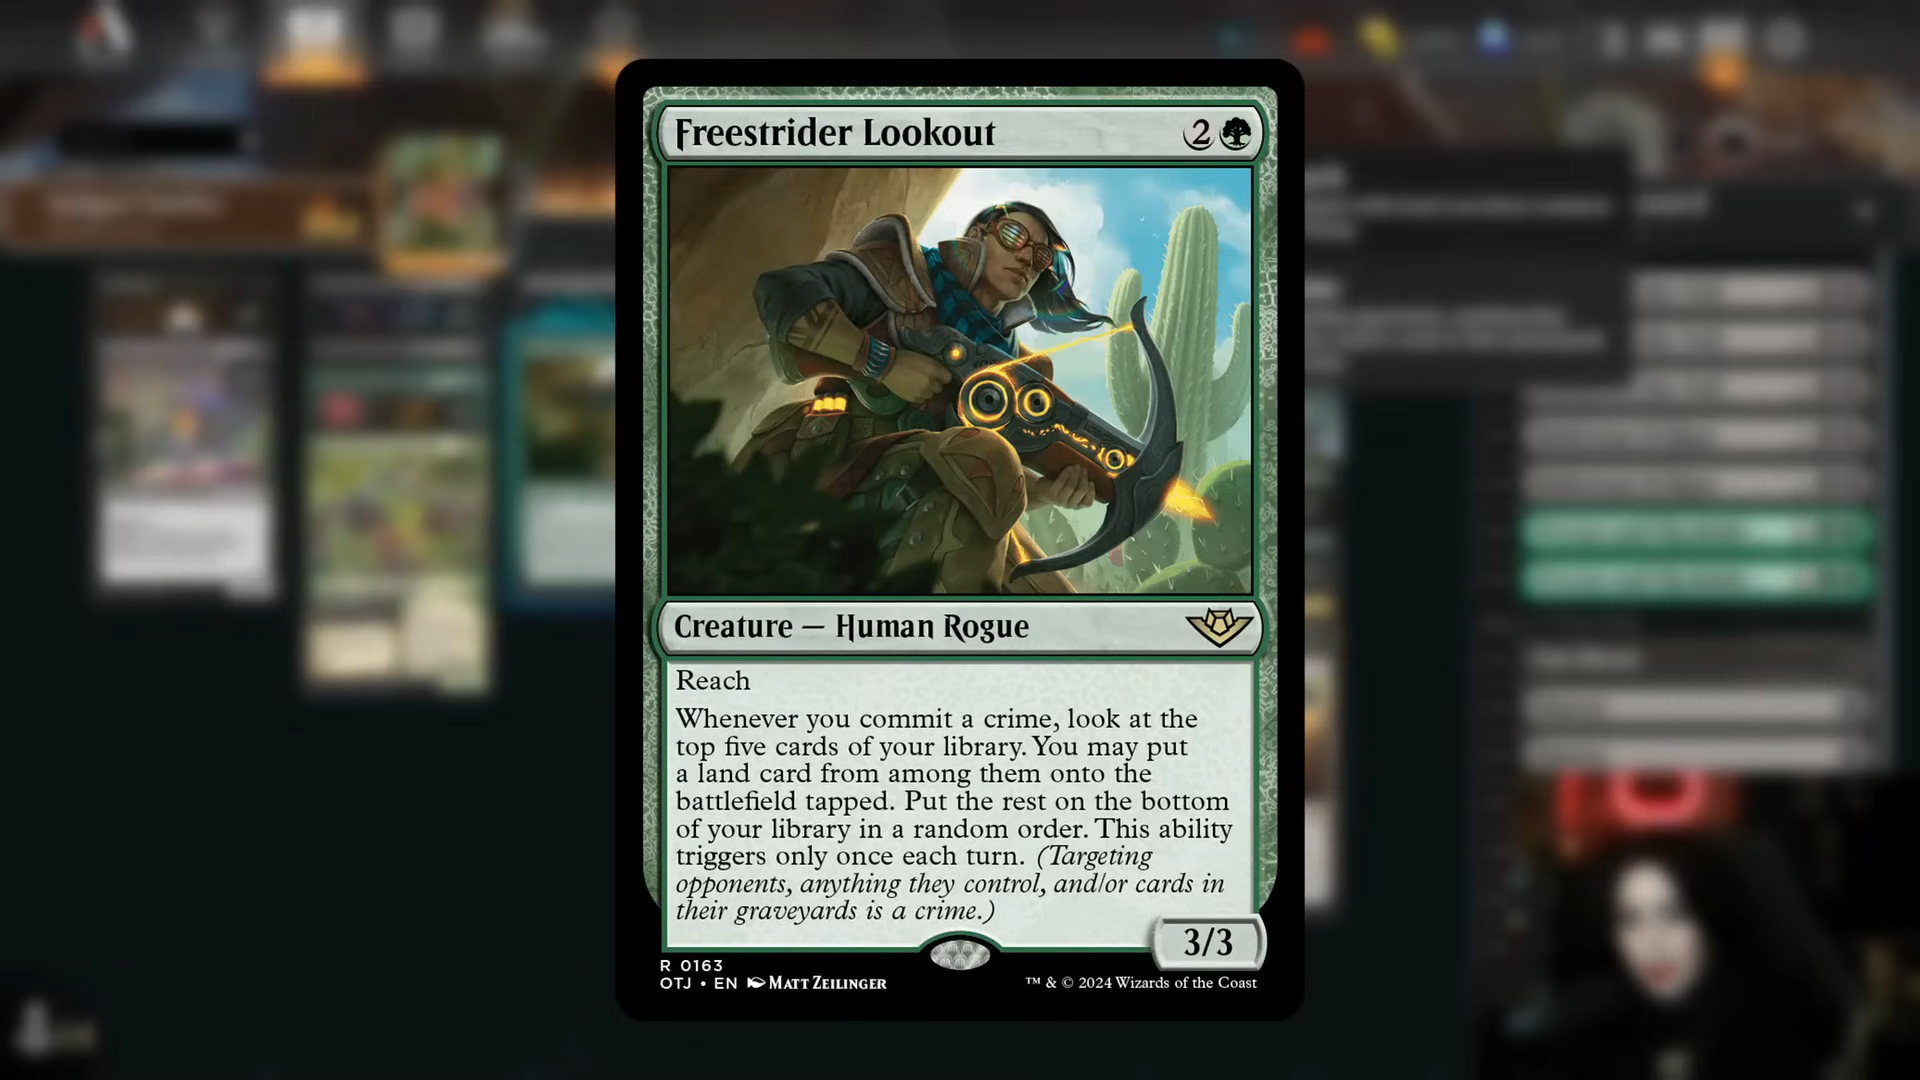 Freestrider Lookout 2
Creature — Human Rogue
Reach
Whenever you commit a crime, look at the
top five cards of your library. You may put
a land card from among them onto the
battlefield tapped. Put the rest on the bottom
of your library in a random order. This ability
triggers only once each turn. (Targeting
opponents, anything they control, and/or cards in
their graveyards is a crime.)
3/3
R 0163
OTJ • EN MATT ZEILINGER
™ & © 2024 Wizards of the Coast